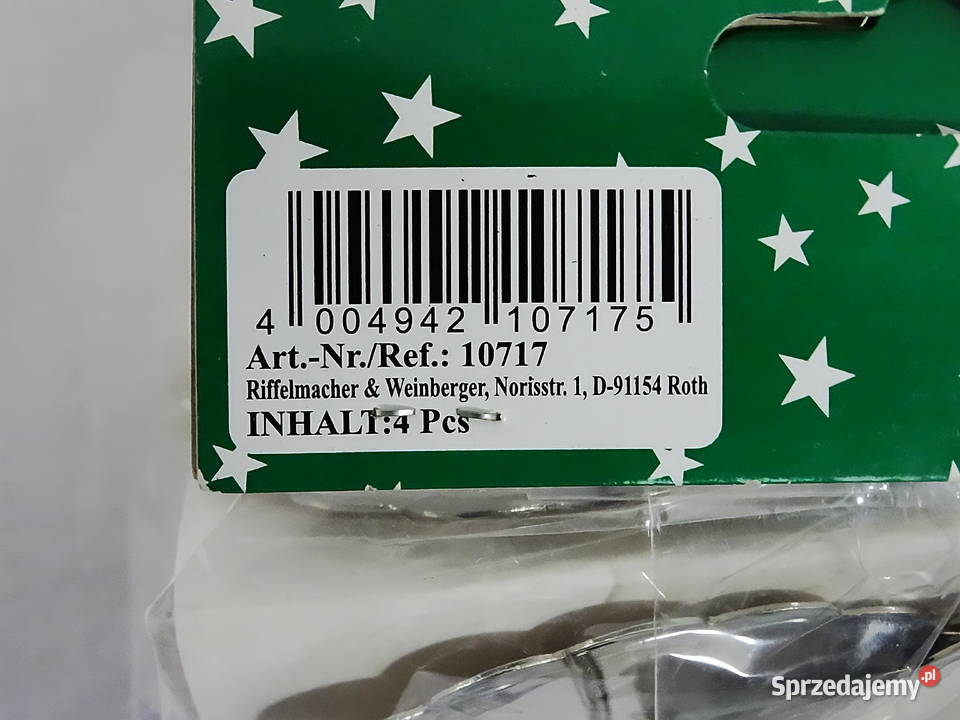 4 004942 107175
Art.-Nr./Ref.: 10717
Riffelmacher & Weinberger, Norisstr. 1, D-91154 Roth
INHALT:4 Pcs
Sprzedajemy.pl